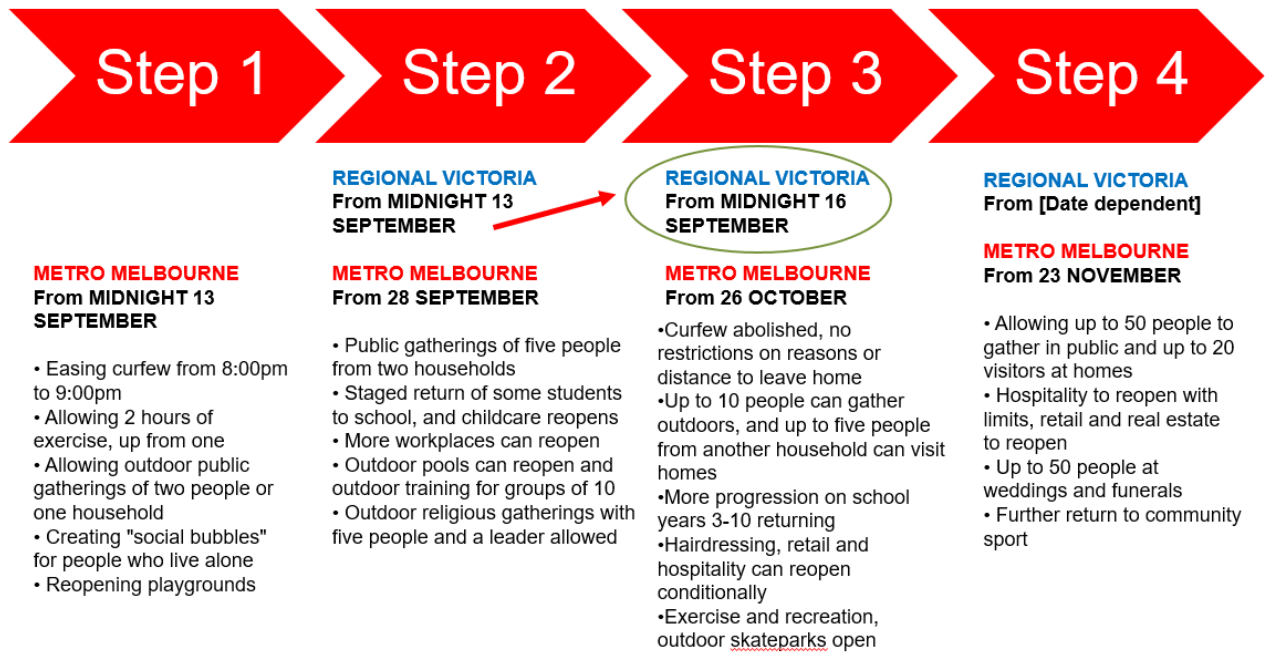 Step 1
Step 2
Step 3
Step 4
METRO MELBOURNE
From MIDNIGHT 13
SEPTEMBER
• Easing curfew from 8:00pm
to 9:00pm
• Allowing 2 hours of
exercise, up from one
• Allowing outdoor public
gatherings of two people or
one household
• Creating "social bubbles"
for people who live alone
• Reopening playgrounds
REGIONAL VICTORIA
From MIDNIGHT 13
SEPTEMBER
METRO MELBOURNE
From 28 SEPTEMBER
• Public gatherings of five people
from two households
• Staged return of some students
to school, and childcare reopens
• More workplaces can reopen
• Outdoor pools can reopen and
outdoor training for groups of 10
• Outdoor religious gatherings with
five people and a leader allowed
REGIONAL VICTORIA
From MIDNIGHT 16
SEPTEMBER
METRO MELBOURNE
From 26 OCTOBER
•Curfew abolished, no
restrictions on reasons or
distance to leave home
•Up to 10 people can gather
outdoors, and up to five people
from another household can visit
homes
•More progression on school
years 3-10 returning
•Hairdressing, retail and
hospitality can reopen
conditionally
•Exercise and recreation,
outdoor skateparks open
REGIONAL VICTORIA
From [Date dependent]
METRO MELBOURNE
From 23 NOVEMBER
• Allowing up to 50 people to
gather in public and up to 20
visitors at homes
• Hospitality to reopen with
limits, retail and real estate
to reopen
• Up to 50 people at
weddings and funerals
• Further return to community
sport